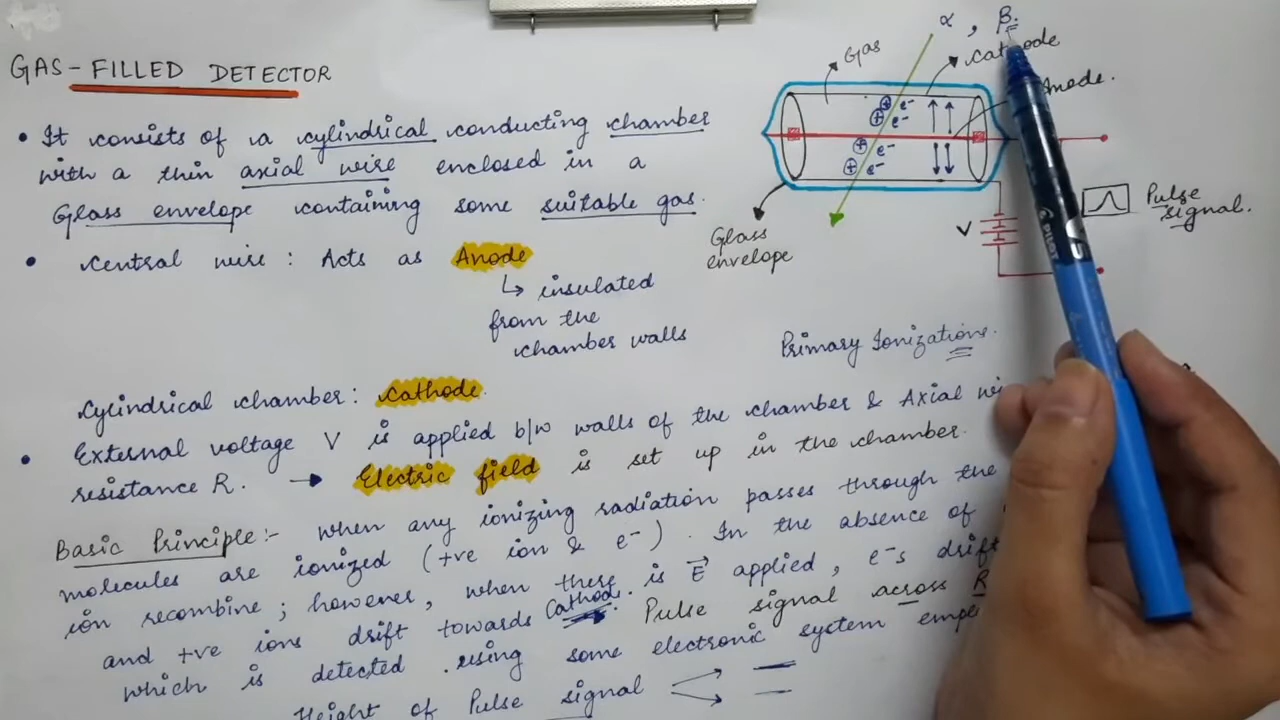 GAS-FILLED DETECTOR
• It consists of a cylindrical conducting chamber
with a thin axial wire enclosed in a
Glass envelope containing some suitable gas.
• Central wire: Acts as Anode
↳ insulated
from the
chamber walls
Cylindrical chamber: Cathode.
• External voltage V is applied b/w walls of the chamber & Axial
resistance R. → Electric field is set up in the chamber.
Basic Principle:- When any ionizing radiation passes through the
molecules are ionized (+ve ion & e⁻). In the absence of
ion recombine; however, when there is E⃗ applied, e⁻s drift
and +ve ions drift towards Cathode. Pulse signal across R
which is detected using some electronic system
Height of Pulse signal
α, β
Gas
Cathode
Anode.
⊕ e⁻
⊕ e⁻
⊕ e⁻
⊕ e⁻
Glass
envelope
V
Pulse
signal.
Primary Ionizations.
PILOT